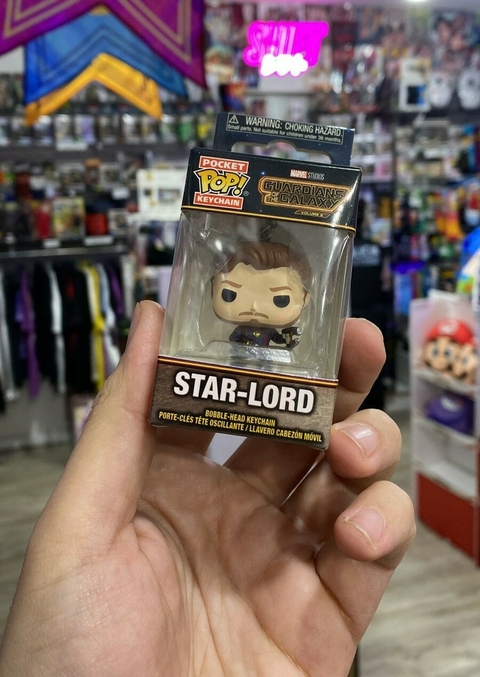 WARNING: CHOKING HAZARD.
Small parts. Not suitable for children under 36 months.
POCKET
POP!
KEYCHAIN
MARVEL STUDIOS
GUARDIANS
OF THE
GALAXY
VOLUME 3
STAR-LORD
BOBBLE-HEAD KEYCHAIN
PORTE-CLÉS TÊTE OSCILLANTE / LLAVERO CABEZÓN MÓVIL